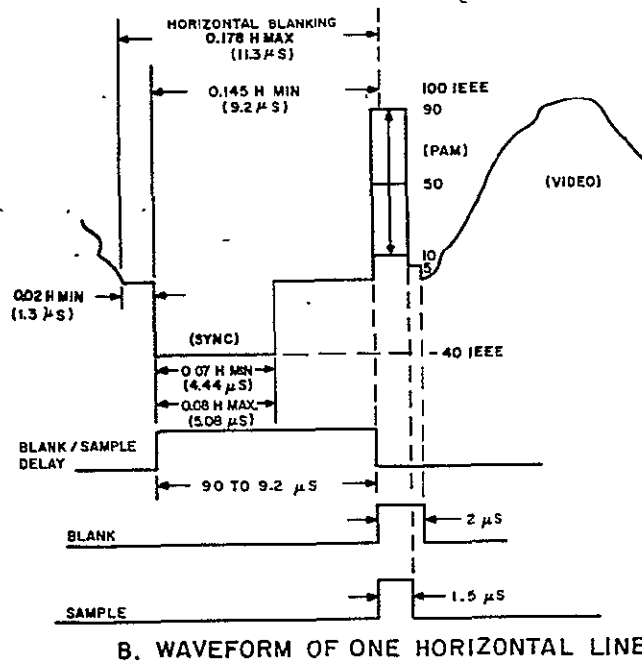 HORIZONTAL BLANKING
0.178 H MAX
(11.3 µS)
0.145 H MIN
(9.2 µS)
100 IEEE
90
(PAM)
50
(VIDEO)
10
5
0.02 H MIN
(1.3 µS)
(SYNC)
-40 IEEE
0.07 H MIN
(4.44 µS)
0.08 H MAX.
(5.08 µS)
BLANK/SAMPLE
DELAY
90 TO 9.2 µS
BLANK
2 µS
SAMPLE
1.5 µS
B. WAVEFORM OF ONE HORIZONTAL LINE